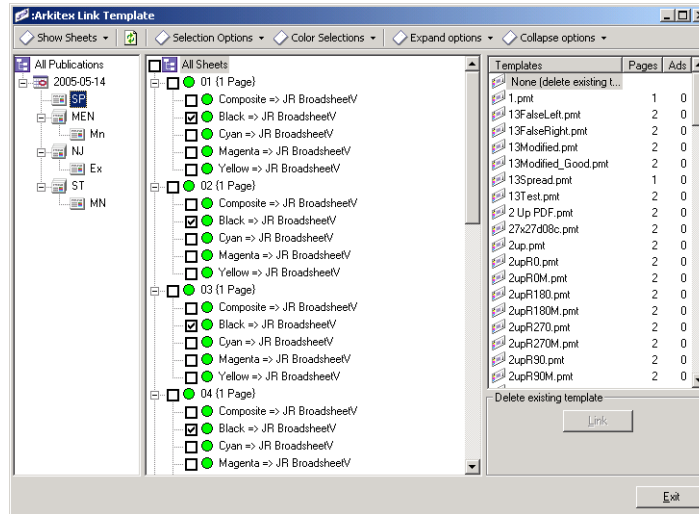 :Arkitex Link Template
Show Sheets Selection Options Color Selections Expand options Collapse options
All Publications
2005-05-14
SP
MEN
Mn
NJ
Ex
ST
MN
All Sheets
01 {1 Page}
Composite => JR BroadsheetV
Black => JR BroadsheetV
Cyan => JR BroadsheetV
Magenta => JR BroadsheetV
Yellow => JR BroadsheetV
02 {1 Page}
Composite => JR BroadsheetV
Black => JR BroadsheetV
Cyan => JR BroadsheetV
Magenta => JR BroadsheetV
Yellow => JR BroadsheetV
03 {1 Page}
Composite => JR BroadsheetV
Black => JR BroadsheetV
Cyan => JR BroadsheetV
Magenta => JR BroadsheetV
Yellow => JR BroadsheetV
04 {1 Page}
Composite => JR BroadsheetV
Black => JR BroadsheetV
Cyan => JR BroadsheetV
Magenta => JR BroadsheetV
Templates Pages Ads
None (delete existing t...
1.pmt 1 0
13FalseLeft.pmt 2 0
13FalseRight.pmt 2 0
13Modified.pmt 2 0
13Modified_Good.pmt 2 0
13Spread.pmt 1 0
13Test.pmt 2 0
2 Up PDF.pmt 2 0
27x27d08c.pmt 2 0
2up.pmt 2 0
2upR0.pmt 2 0
2upR0M.pmt 2 0
2upR180.pmt 2 0
2upR180M.pmt 2 0
2upR270.pmt 2 0
2upR270M.pmt 2 0
2upR90.pmt 2 0
2upR90M.pmt 2 0
Delete existing template
Link
Exit